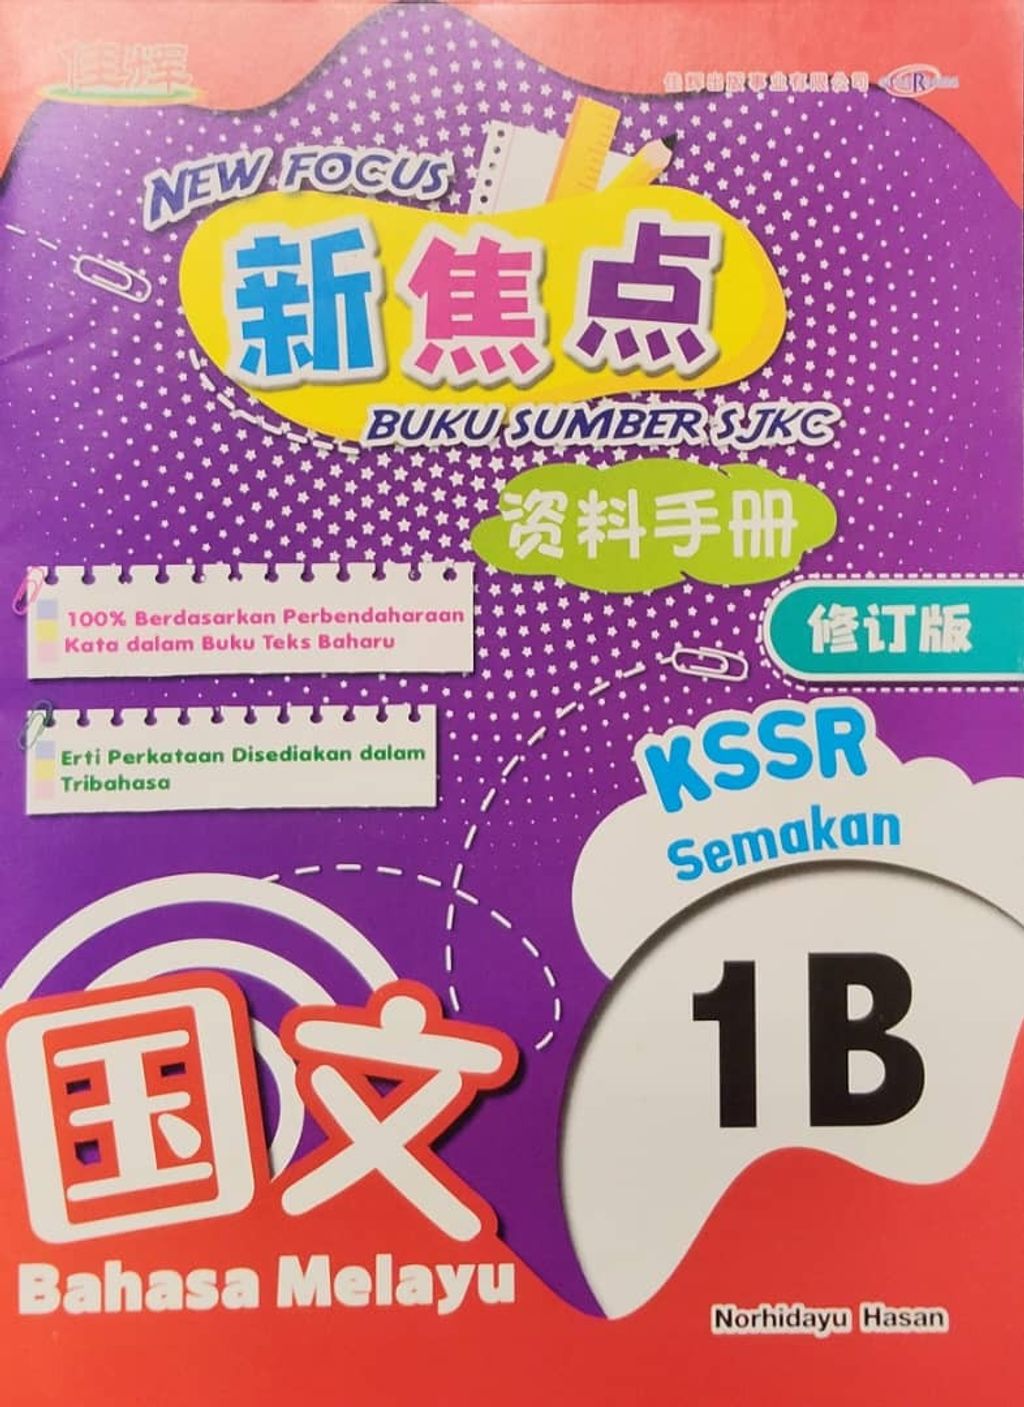 佳辉
佳辉出版事业有限公司
NEW FOCUS
新焦点
BUKU SUMBER SJKC
资料手册
100% Berdasarkan Perbendaharaan
Kata dalam Buku Teks Baharu
修订版
Erti Perkataan Disediakan dalam
Tribahasa
KSSR
Semakan
1B
国文
Bahasa Melayu
Norhidayu Hasan